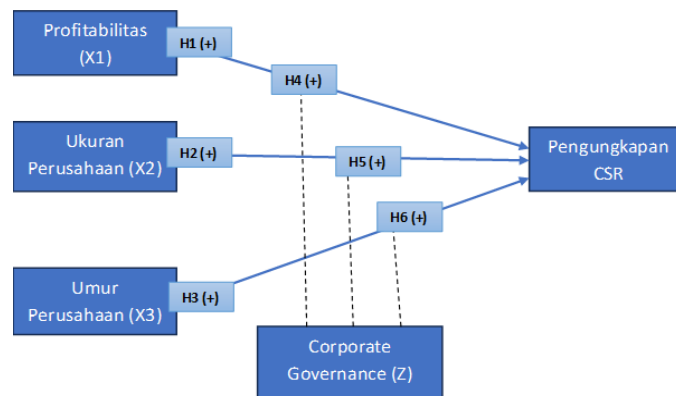 Profitabilitas
(X1)
H1 (+)
H4 (+)
Ukuran
Perusahaan (X2)
H2 (+)
H5 (+)
Pengungkapan
CSR
H6 (+)
Umur
Perusahaan (X3)
H3 (+)
Corporate
Governance (Z)